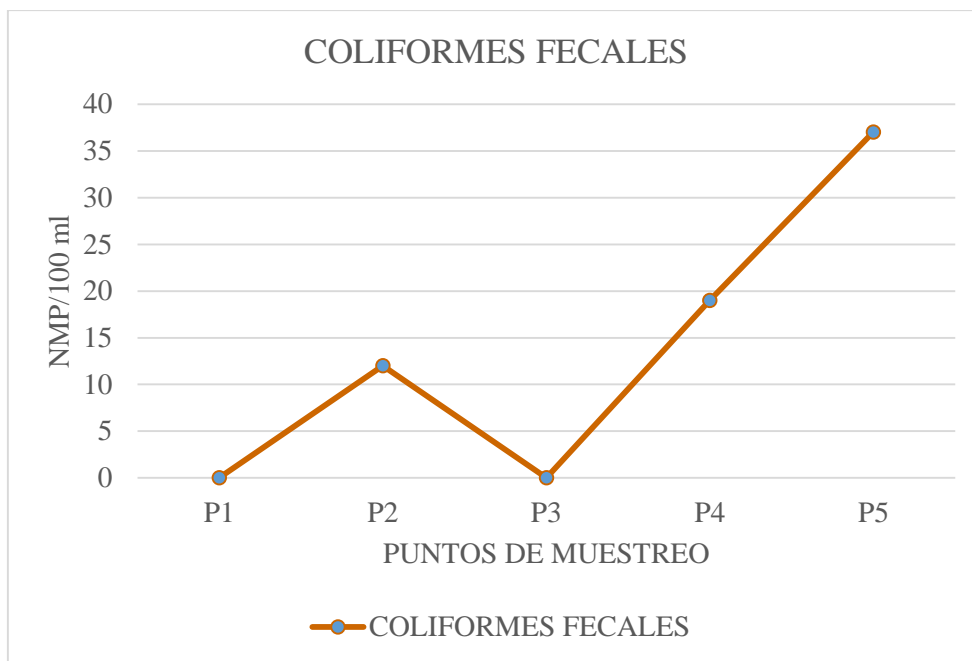 COLIFORMES FECALES
40
35
30
25
20
15
10
5
0
NMP/100 ml
P1 P2 P3 P4 P5
PUNTOS DE MUESTREO
COLIFORMES FECALES